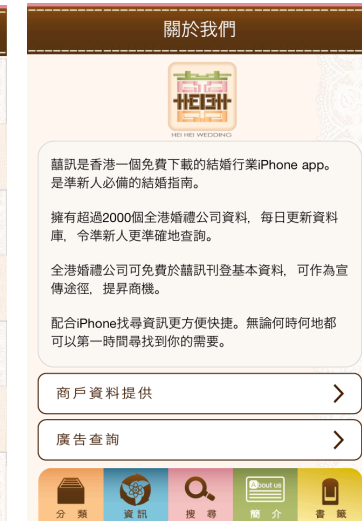 關於我們
HEIEIH
HEI HEI WEDDING
囍訊是香港一個免費下載的結婚行業iPhone app。
是準新人必備的結婚指南。
擁有超過2000個全港婚禮公司資料，每日更新資料
庫，令準新人更準確地查詢。
全港婚禮公司可免費於囍訊刊登基本資料，可作為宣
傳途徑，提昇商機。
配合iPhone找尋資訊更方便快捷。無論何時何地都
可以第一時間尋找到你的需要。
商戶資料提供
廣告查詢
About us
分類 資訊 搜尋 簡介 書籤